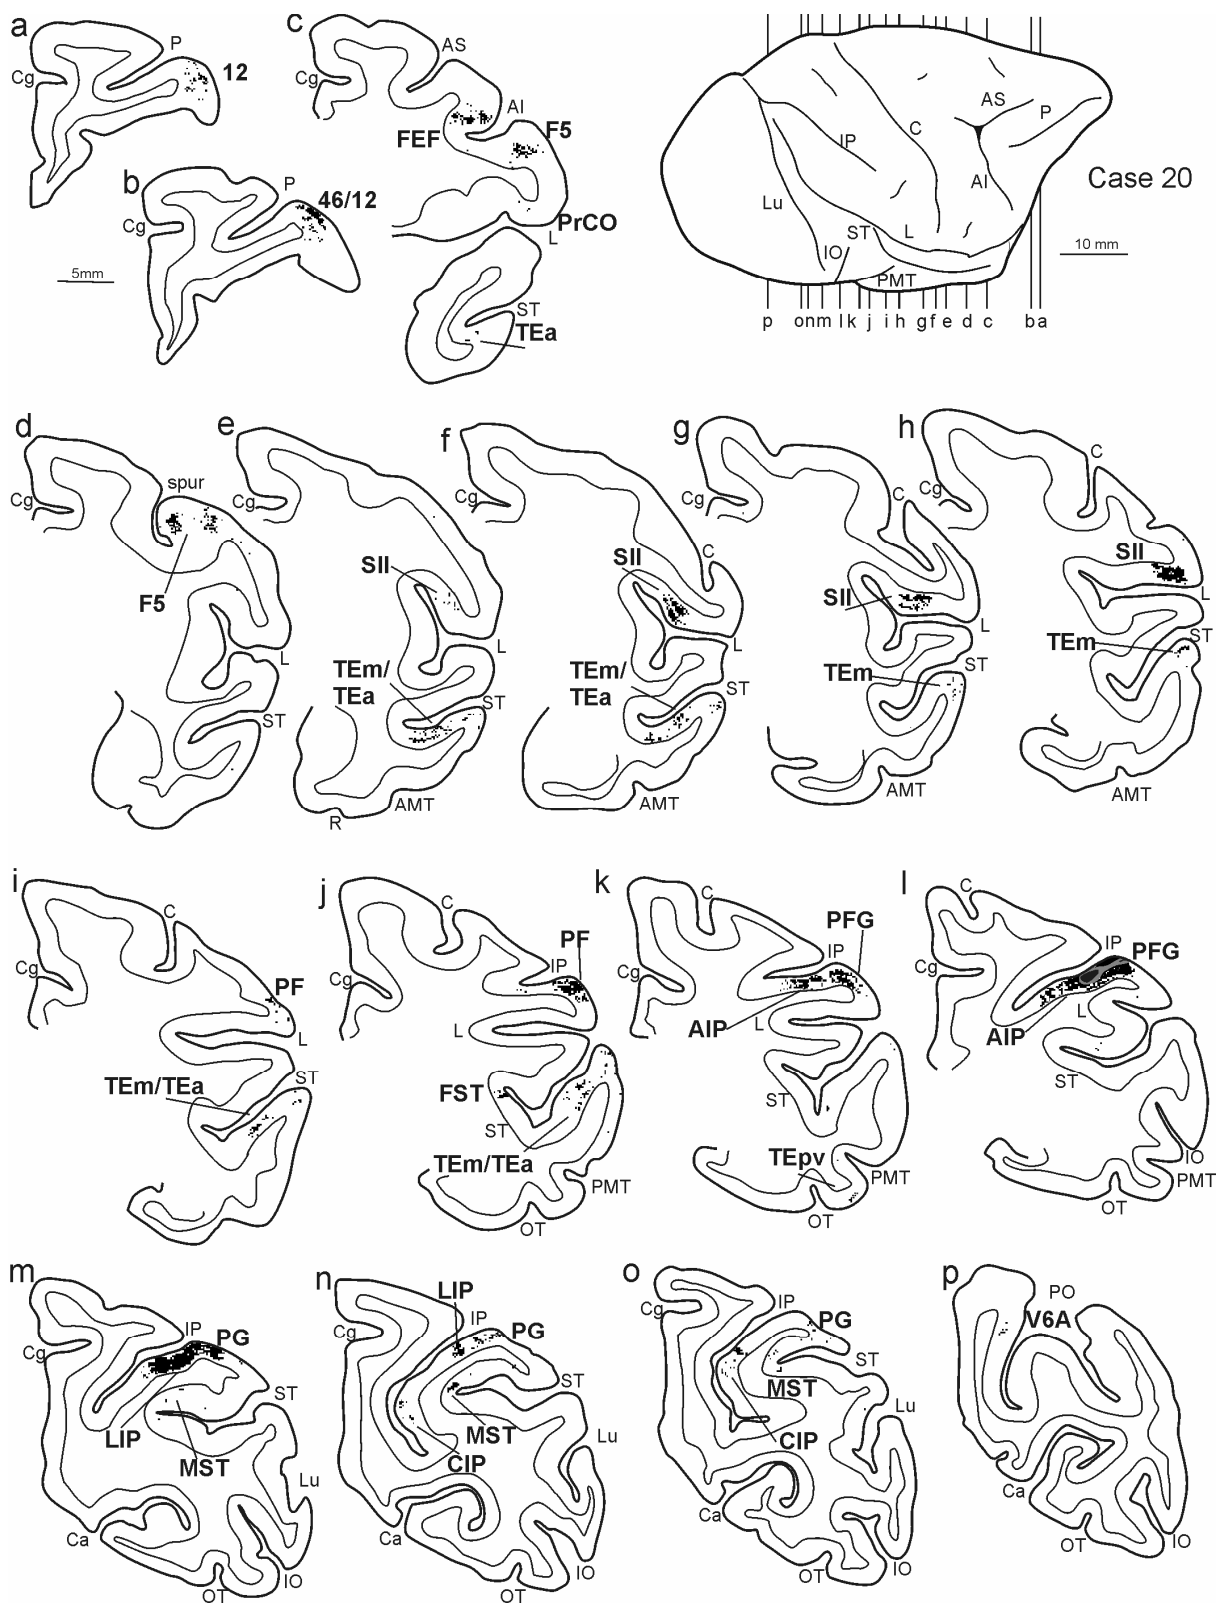 a
P
Cg
12
b
P
Cg
46/12
5mm
c
AS
Cg
AI
FEF
F5
PrCO
L
ST
TEa
AS
P
C
IP
AI
Case 20
Lu
ST
L
IO
PMT
10 mm
p onm lk j i h g f e d c b a
d
spur
Cg
F5
L
ST
e
Cg
SII
L
TEm/
TEa
ST
AMT
R
f
Cg
C
SII
L
TEm/
TEa
ST
AMT
g
C
Cg
SII
L
ST
TEm
AMT
h
C
Cg
SII
L
ST
TEm
AMT
i
C
Cg
PF
L
ST
TEm/TEa
j
C
Cg
PF
IP
L
FST
ST
TEm/TEa
PMT
OT
k
C
PFG
IP
Cg
AIP
L
ST
TEpv
PMT
OT
l
C
IP
PFG
Cg
L
AIP
ST
IO
PMT
OT
m
IP
PG
Cg
ST
LIP
MST
Lu
Ca
IO
OT
n
LIP
IP
PG
Cg
ST
MST
Lu
CIP
Ca
IO
OT
o
IP
Cg
PG
ST
MST
Lu
CIP
Ca
IO
OT
p
PO
V6A
Ca
IO
OT